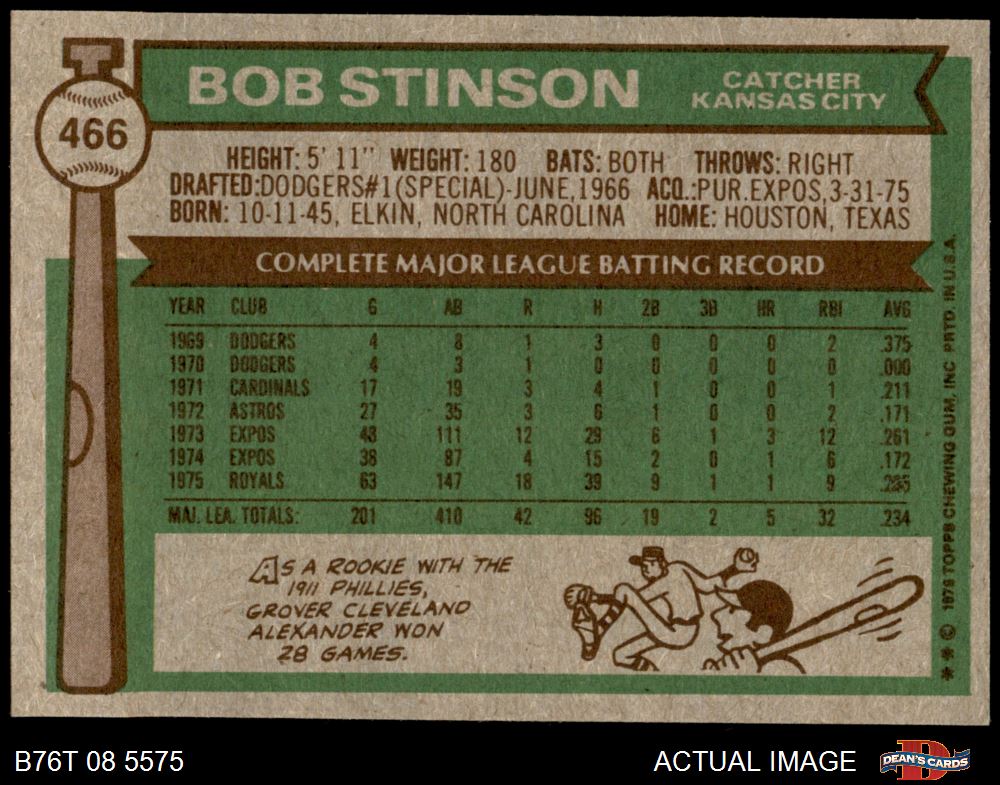 466
BOB STINSON
CATCHER
KANSAS CITY
HEIGHT: 5' 11" WEIGHT: 180 BATS: BOTH THROWS: RIGHT
DRAFTED:DODGERS#1(SPECIAL)-JUNE,1966 ACQ.:PUR.EXPOS,3-31-75
BORN: 10-11-45, ELKIN, NORTH CAROLINA HOME: HOUSTON, TEXAS
COMPLETE MAJOR LEAGUE BATTING RECORD
YEAR CLUB G AB R H 2B 3B HR RBI AVG
1969 DODGERS 4 8 1 3 0 0 0 2 .375
1970 DODGERS 4 3 1 0 0 0 0 0 .000
1971 CARDINALS 17 19 3 4 1 0 0 1 .211
1972 ASTROS 27 35 3 6 1 0 0 2 .171
1973 EXPOS 48 111 12 29 6 1 3 12 .261
1974 EXPOS 38 87 4 15 2 0 1 6 .172
1975 ROYALS 63 147 18 39 9 1 1 9 .265
MAJ. LEA. TOTALS: 201 410 42 96 19 2 5 32 .234
AS A ROOKIE WITH THE
1911 PHILLIES,
GROVER CLEVELAND
ALEXANDER WON
28 GAMES.
* * © 1976 TOPPS CHEWING GUM, INC PRTD. IN U.S.A.
B76T 08 5575
ACTUAL IMAGE
D
DEAN'S CARDS